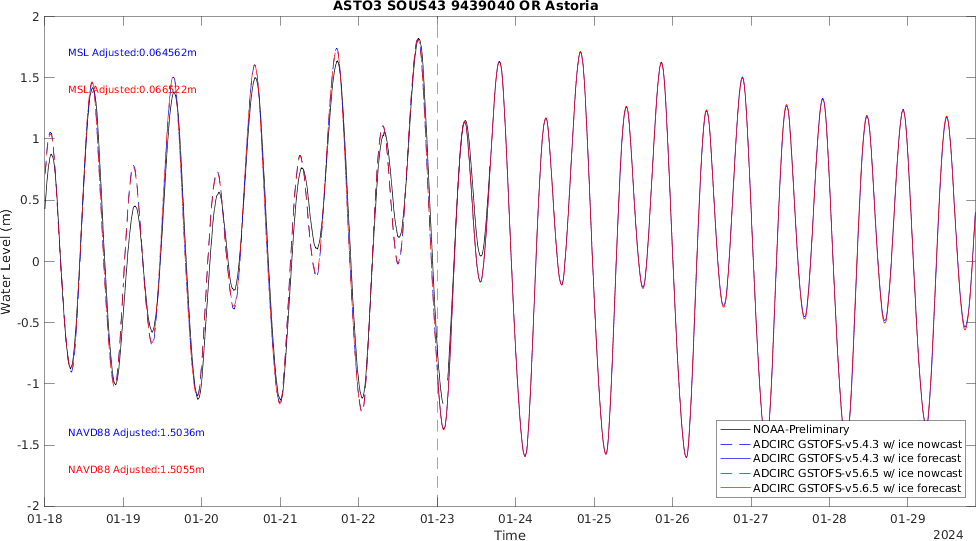 ASTO3 SOUS43 9439040 OR Astoria
2
1.5
1
0.5
0
-0.5
-1
-1.5
-2
Water Level (m)
MSL Adjusted:0.064562m
MSL Adjusted:0.066522m
NAVD88 Adjusted:1.5036m
NAVD88 Adjusted:1.5055m
NOAA-Preliminary
ADCIRC GSTOFS-v5.4.3 w/ ice nowcast
ADCIRC GSTOFS-v5.4.3 w/ ice forecast
ADCIRC GSTOFS-v5.6.5 w/ ice nowcast
ADCIRC GSTOFS-v5.6.5 w/ ice forecast
01-18 01-19 01-20 01-21 01-22 01-23 01-24 01-25 01-26 01-27 01-28 01-29
Time
2024